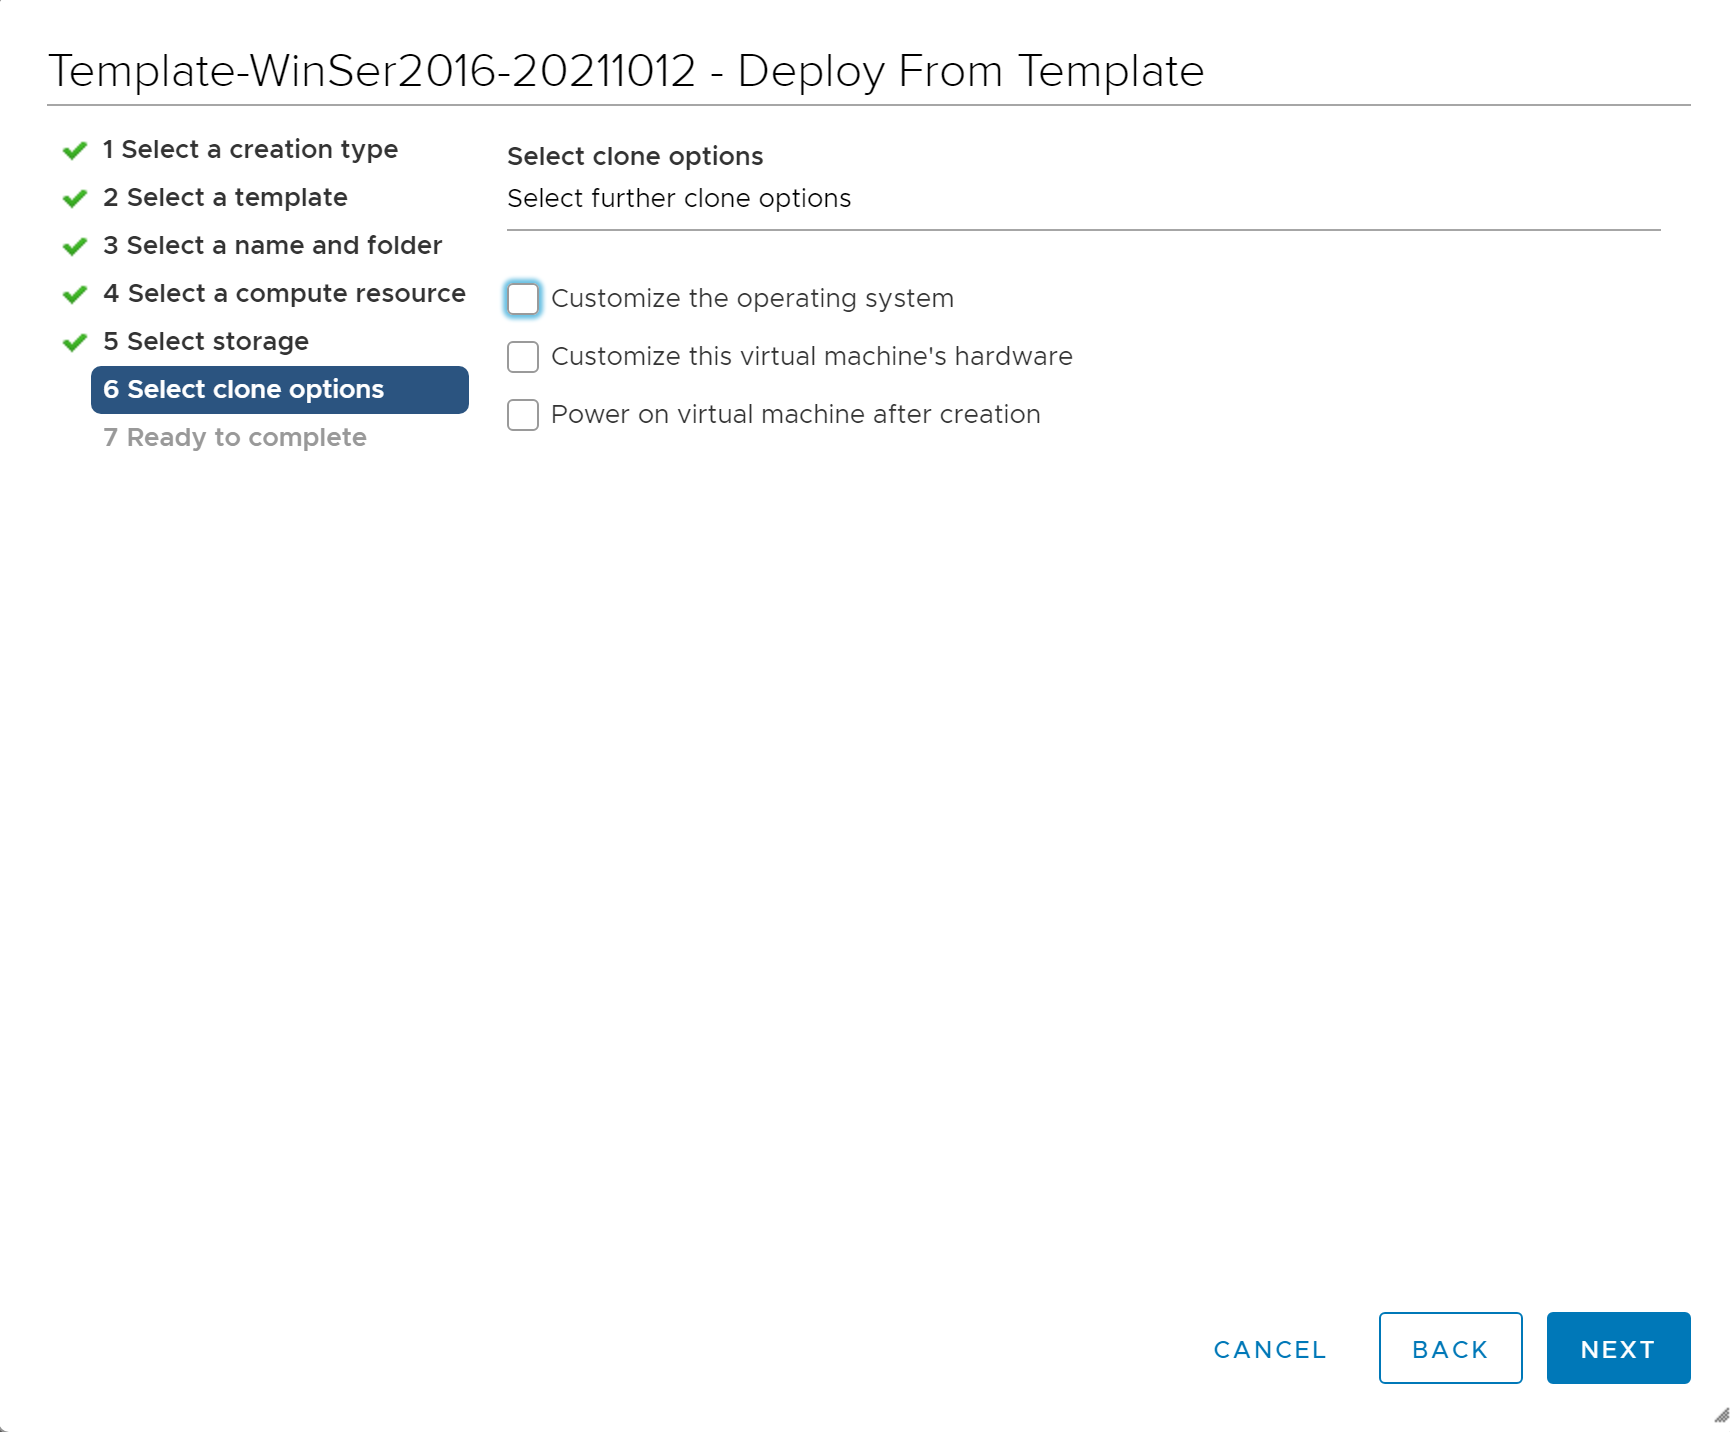 Template-WinSer2016-20211012 - Deploy From Template
1 Select a creation type
2 Select a template
3 Select a name and folder
4 Select a compute resource
5 Select storage
6 Select clone options
7 Ready to complete
Select clone options
Select further clone options
Customize the operating system
Customize this virtual machine's hardware
Power on virtual machine after creation
CANCEL
BACK
NEXT